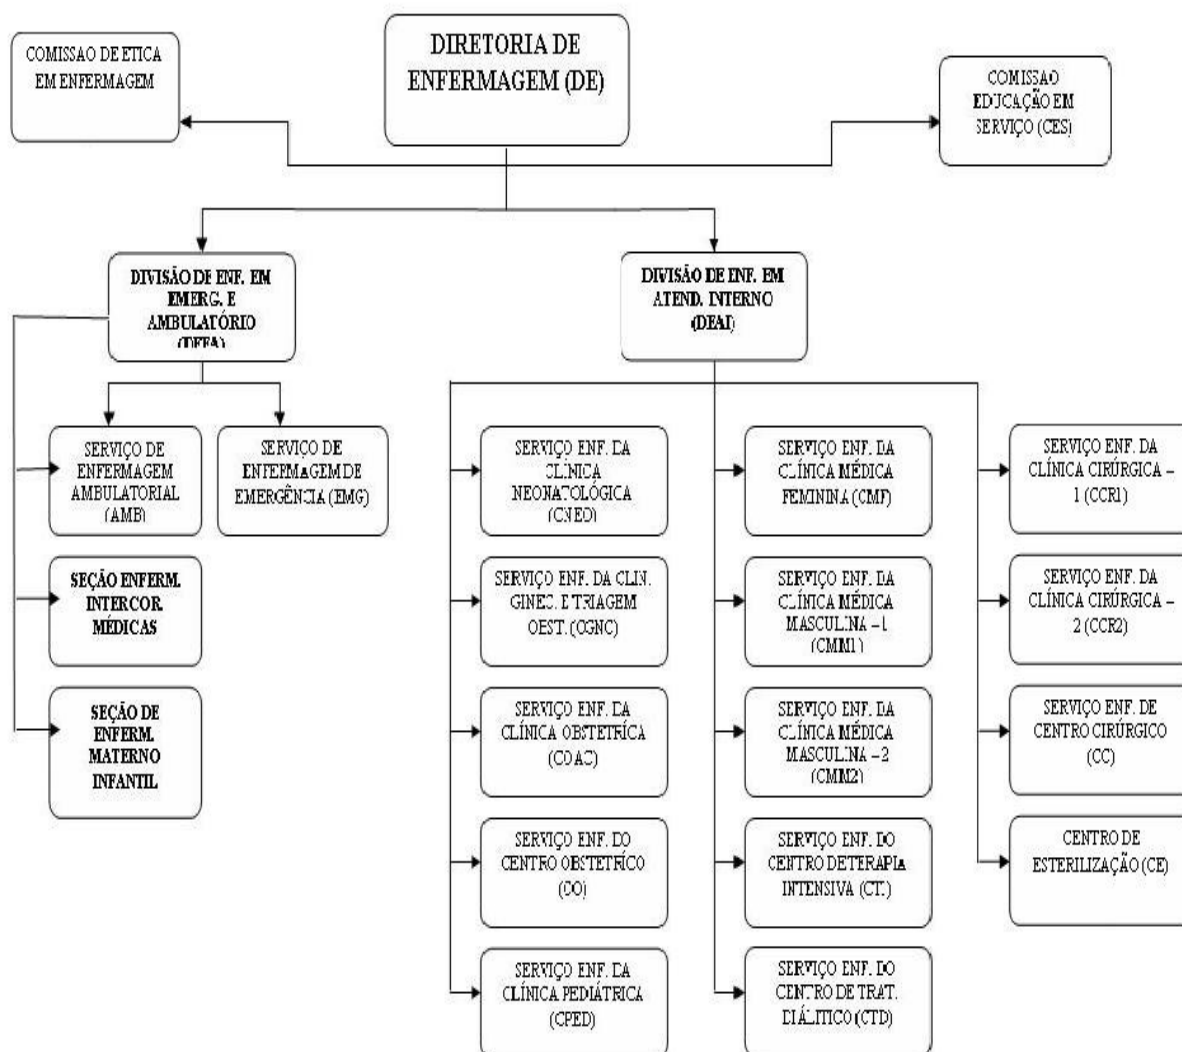 DIRETORIA DE
ENFERMAGEM (DE)
COMISSAO DE ETICA
EM ENFERMAGEM
COMISSAO
EDUCAÇÃO EM
SERVIÇO (CES)
DIVISÃO DE ENF. EM
EMERG. E
AMBULATÓRIO
DIVISÃO DE ENF. EM
ATEND. INTERNO
(DEAI)
SERVIÇO DE
ENFERMAGEM
AMBULATORIAL
(AMB)
SERVIÇO DE
ENFERMAGEM DE
EMERGÊNCIA (EMG)
SEÇÃO ENFERM.
INTERCOR.
MÉDICAS
SEÇÃO DE
ENFERM.
MATERNO
INFANTIL
SERVIÇO ENF. DA
CLÍNICA
NEONATOLÓGICA
(CNEO)
SERVIÇO ENF. DA CLIN.
GINEC. E TRIAGEM
SERVIÇO ENF. DA
CLÍNICA OBSTETRÍCA
(COAC)
SERVIÇO ENF. DO
CENTRO OBSTETRÍCO
SERVIÇO ENF. DA
CLÍNICA PEDIÁTRICA
(CPED)
SERVIÇO ENF. DA
CLÍNICA MÉDICA
FEMININA (CMF)
SERVIÇO ENF. DA
CLÍNICA MÉDICA
MASCULINA – 1
(CMM1)
SERVIÇO ENF. DA
CLÍNICA MÉDICA
MASCULINA – 2
(CMM2)
SERVIÇO ENF. DO
CENTRO DE TERAPIA
INTENSIVA (CTI)
SERVIÇO ENF. DO
CENTRO DE TRAT.
DIÁLITICO (CTD)
SERVIÇO ENF. DA
CLÍNICA CIRÚRGICA –
1 (CCR1)
SERVIÇO ENF. DA
CLÍNICA CIRÚRGICA –
2 (CCR2)
SERVIÇO ENF. DE
CENTRO CIRÚRGICO
(CC)
CENTRO DE
ESTERILIZAÇÃO (CE)